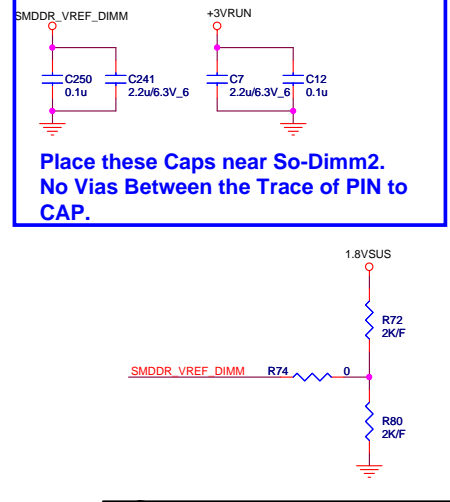 SMDDR_VREF_DIMM
+3VRUN
C250
0.1u
C241
2.2u/6.3V_6
C7
2.2u/6.3V_6
C12
0.1u
Place these Caps near So-Dimm2.
No Vias Between the Trace of PIN to
CAP.
1.8VSUS
R72
2K/F
SMDDR_VREF_DIMM
R74
0
R80
2K/F